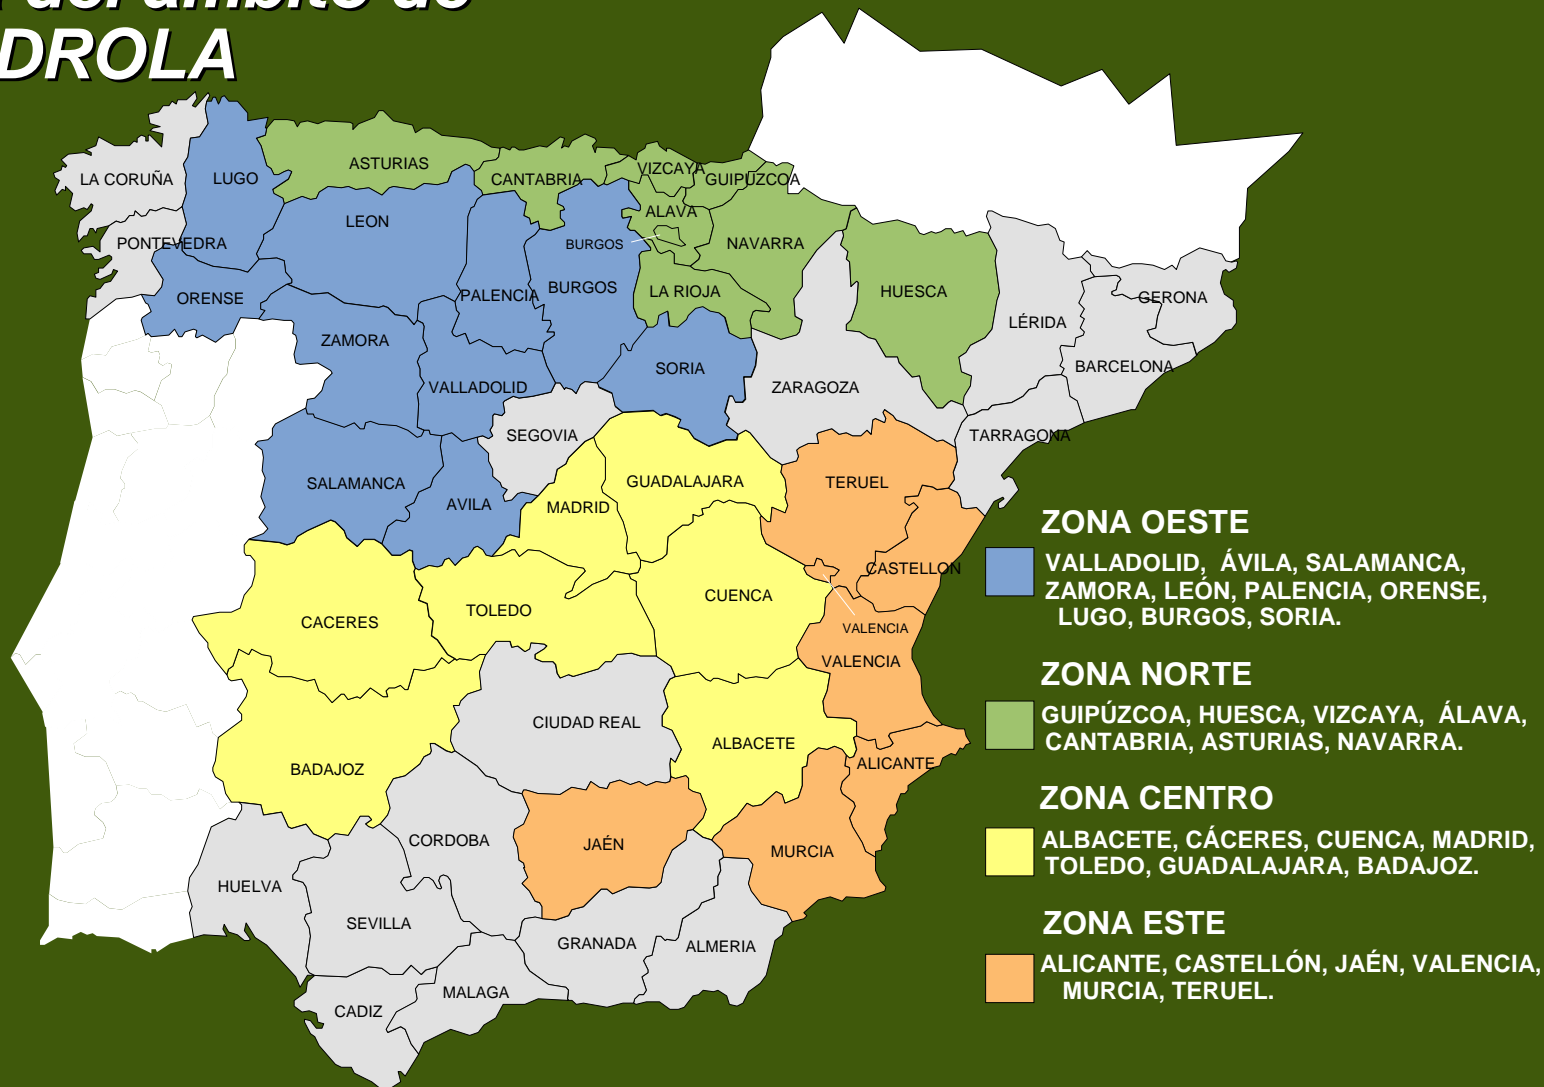 del ámbito de
DROLA
LA CORUÑA
LUGO
ASTURIAS
CANTABRIA
VIZCAYA
GUIPÚZCOA
PONTEVEDRA
LEON
ALAVA
BURGOS
NAVARRA
ORENSE
PALENCIA
BURGOS
LA RIOJA
HUESCA
GERONA
ZAMORA
LÉRIDA
VALLADOLID
SORIA
ZARAGOZA
BARCELONA
SEGOVIA
TARRAGONA
SALAMANCA
AVILA
MADRID
GUADALAJARA
TERUEL
CASTELLON
CACERES
TOLEDO
CUENCA
VALENCIA
VALENCIA
CIUDAD REAL
BADAJOZ
ALBACETE
ALICANTE
CORDOBA
JAÉN
MURCIA
HUELVA
SEVILLA
GRANADA
ALMERIA
MALAGA
CADIZ
ZONA OESTE
VALLADOLID, ÁVILA, SALAMANCA,
ZAMORA, LEÓN, PALENCIA, ORENSE,
LUGO, BURGOS, SORIA.
ZONA NORTE
GUIPÚZCOA, HUESCA, VIZCAYA, ÁLAVA,
CANTABRIA, ASTURIAS, NAVARRA.
ZONA CENTRO
ALBACETE, CÁCERES, CUENCA, MADRID,
TOLEDO, GUADALAJARA, BADAJOZ.
ZONA ESTE
ALICANTE, CASTELLÓN, JAÉN, VALENCIA,
MURCIA, TERUEL.